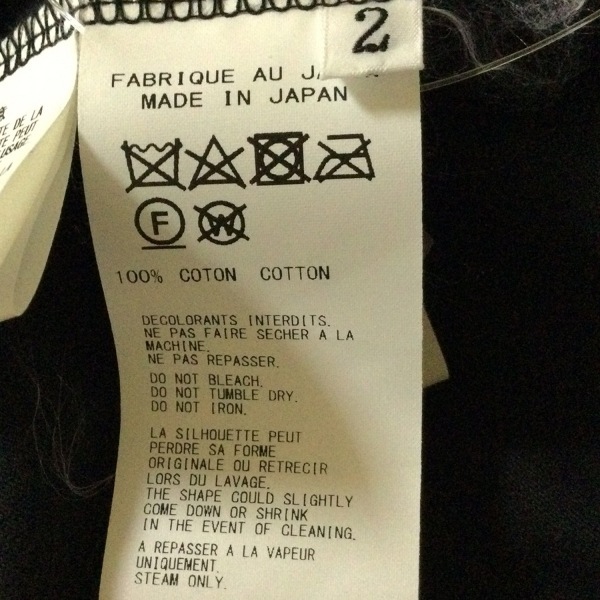 2
FABRIQUE AU
MADE IN JAPAN
F
W
100% COTON COTTON
DECOLORANTS INTERDITS.
NE PAS FAIRE SECHER A LA
MACHINE.
NE PAS REPASSER.
DO NOT BLEACH.
DO NOT TUMBLE DRY.
DO NOT IRON.
LA SILHOUETTE PEUT
PERDRE SA FORME
ORIGINALE OU RETRECIR
LORS DU LAVAGE.
THE SHAPE COULD SLIGHTLY
COME DOWN OR SHRINK
IN THE EVENT OF CLEANING.
A REPASSER A LA VAPEUR
UNIQUEMENT.
STEAM ONLY.
DE LA
PEUT